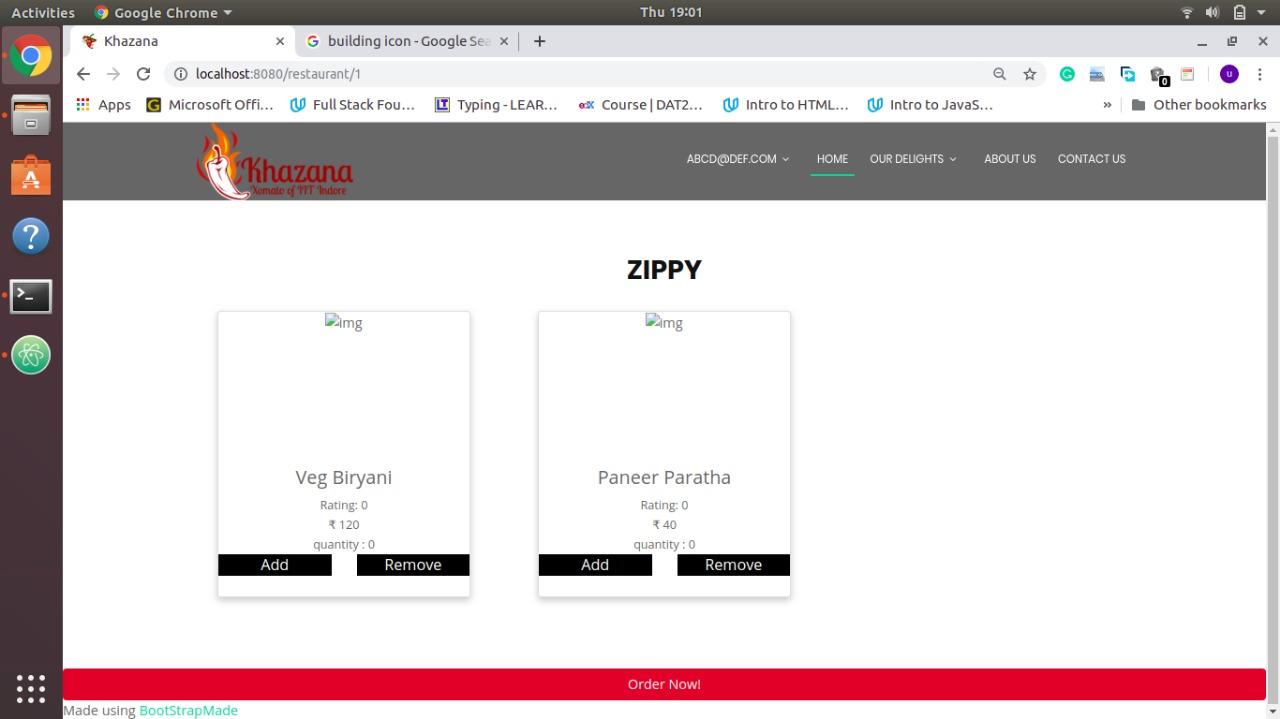 Activities Google Chrome Thu 19:01
Khazana building icon - Google Sea
localhost:8080/restaurant/1
0 U
Apps G Microsoft Offi... Full Stack Fou... LT Typing - LEAR... edX Course | DAT2... Intro to HTML... Intro to JavaS... » Other bookmarks
Khazana
Xomato of IIT Indore
ABCD@DEF.COM HOME OUR DELIGHTS ABOUT US CONTACT US
ZIPPY
img img
Veg Biryani Paneer Paratha
Rating: 0 Rating: 0
₹ 120 ₹ 40
quantity : 0 quantity : 0
Add Remove Add Remove
Order Now!
Made using BootStrapMade